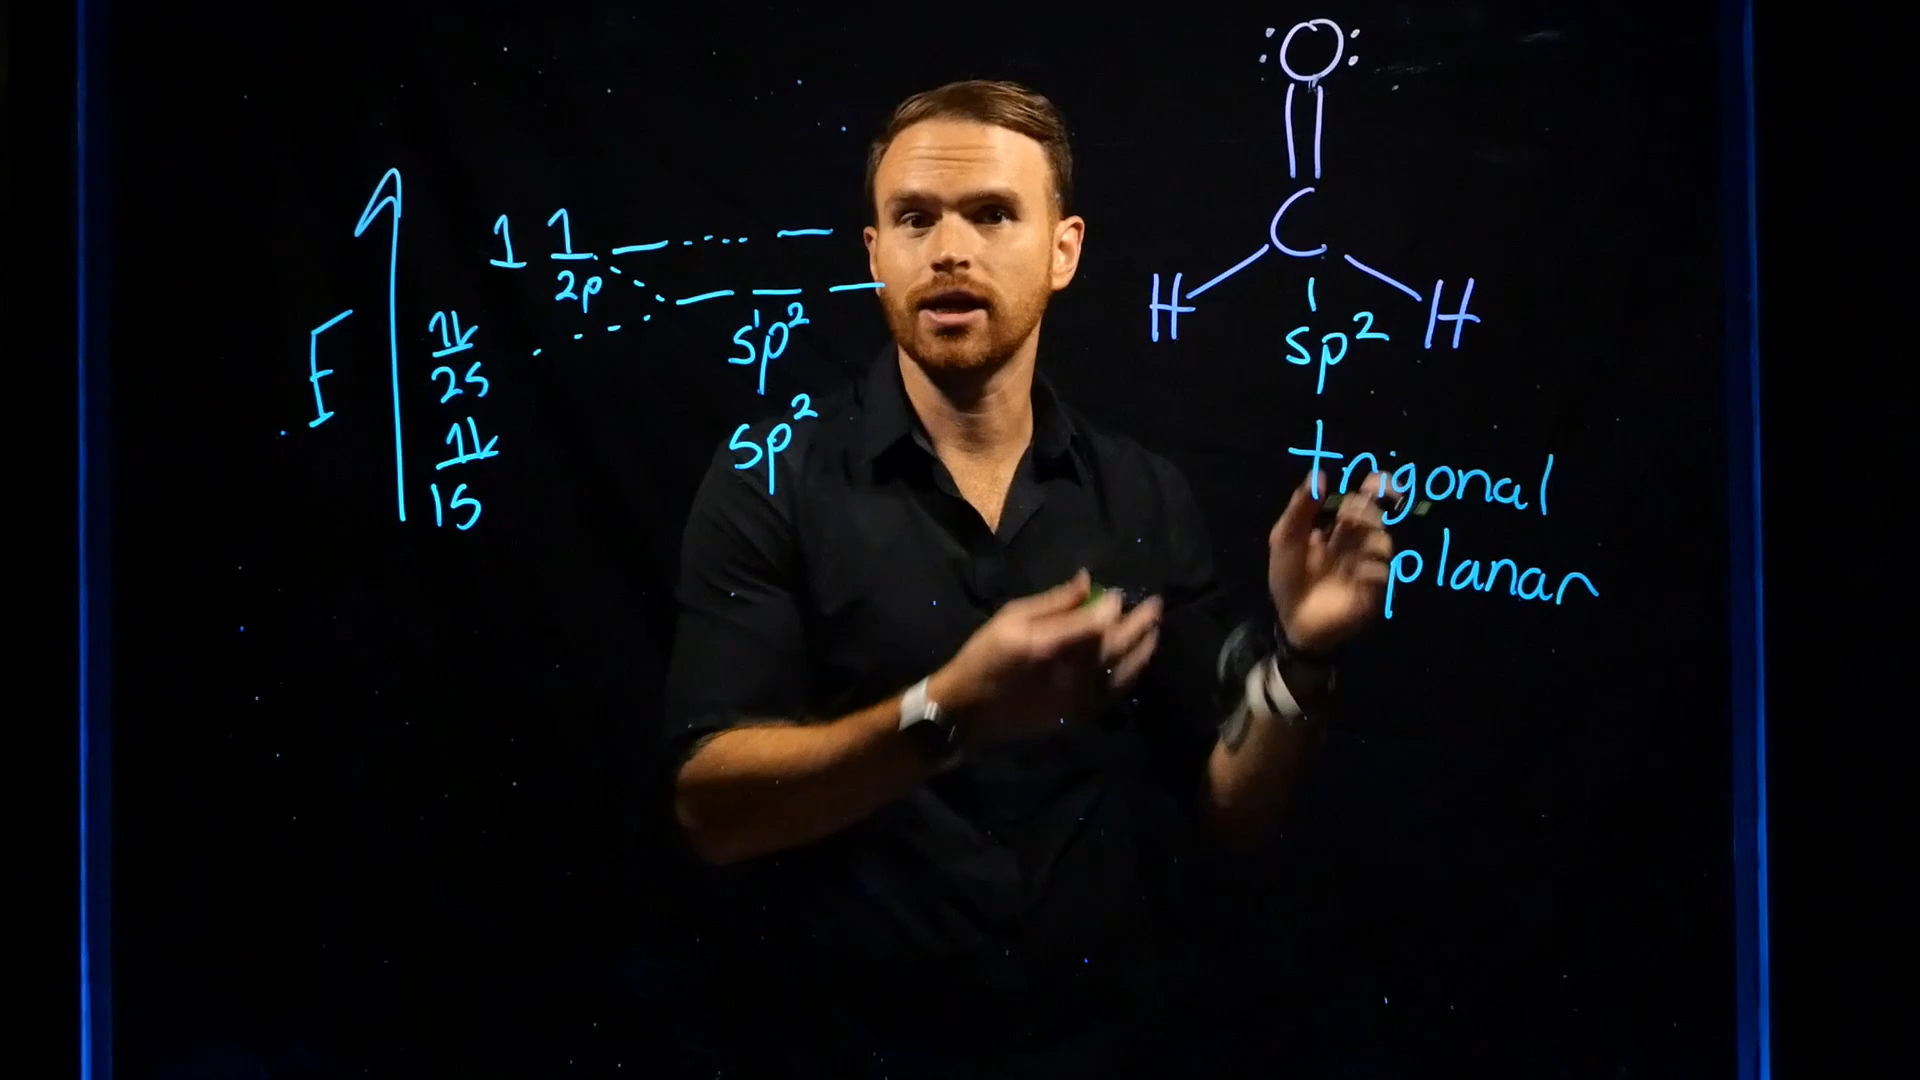 E
1 1
2p
1⇂
2s
1⇂
1s
sp²
sp²
:O:
C
H H
sp²
trigonal
planar